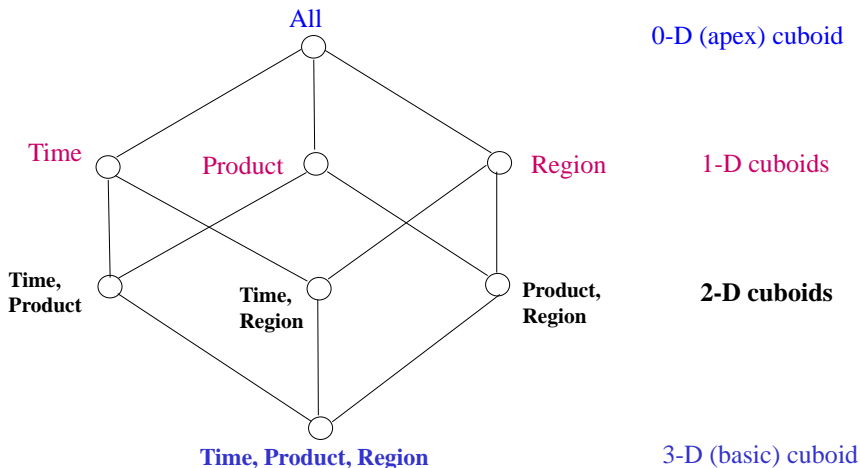 All
0-D (apex) cuboid
Time
Product
Region
1-D cuboids
Time,
Product
Time,
Region
Product,
Region
2-D cuboids
Time, Product, Region
3-D (basic) cuboid